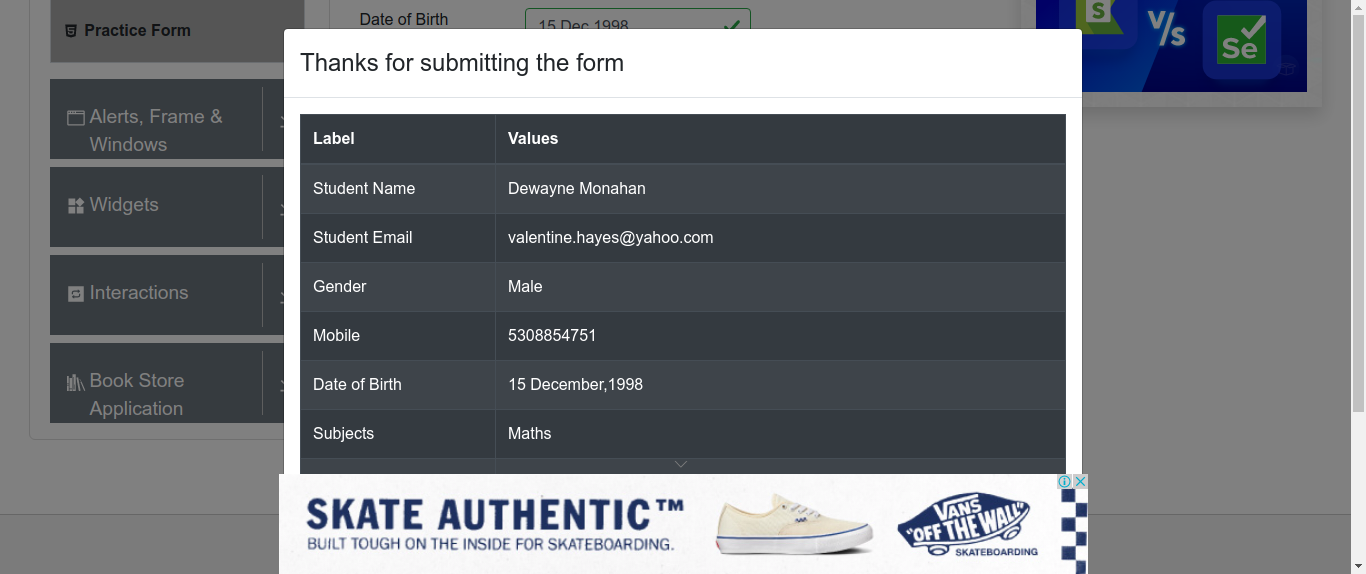 Date of Birth
15 Dec 1998
Practice Form
Thanks for submitting the form
Alerts, Frame &
Windows
Widgets
Interactions
Book Store
Application
Label Values
Student Name Dewayne Monahan
Student Email valentine.hayes@yahoo.com
Gender Male
Mobile 5308854751
Date of Birth 15 December,1998
Subjects Maths
S
V/s
Se
SKATE AUTHENTIC™
BUILT TOUGH ON THE INSIDE FOR SKATEBOARDING.
VANS
"OFF THE WALL"
SKATEBOARDING